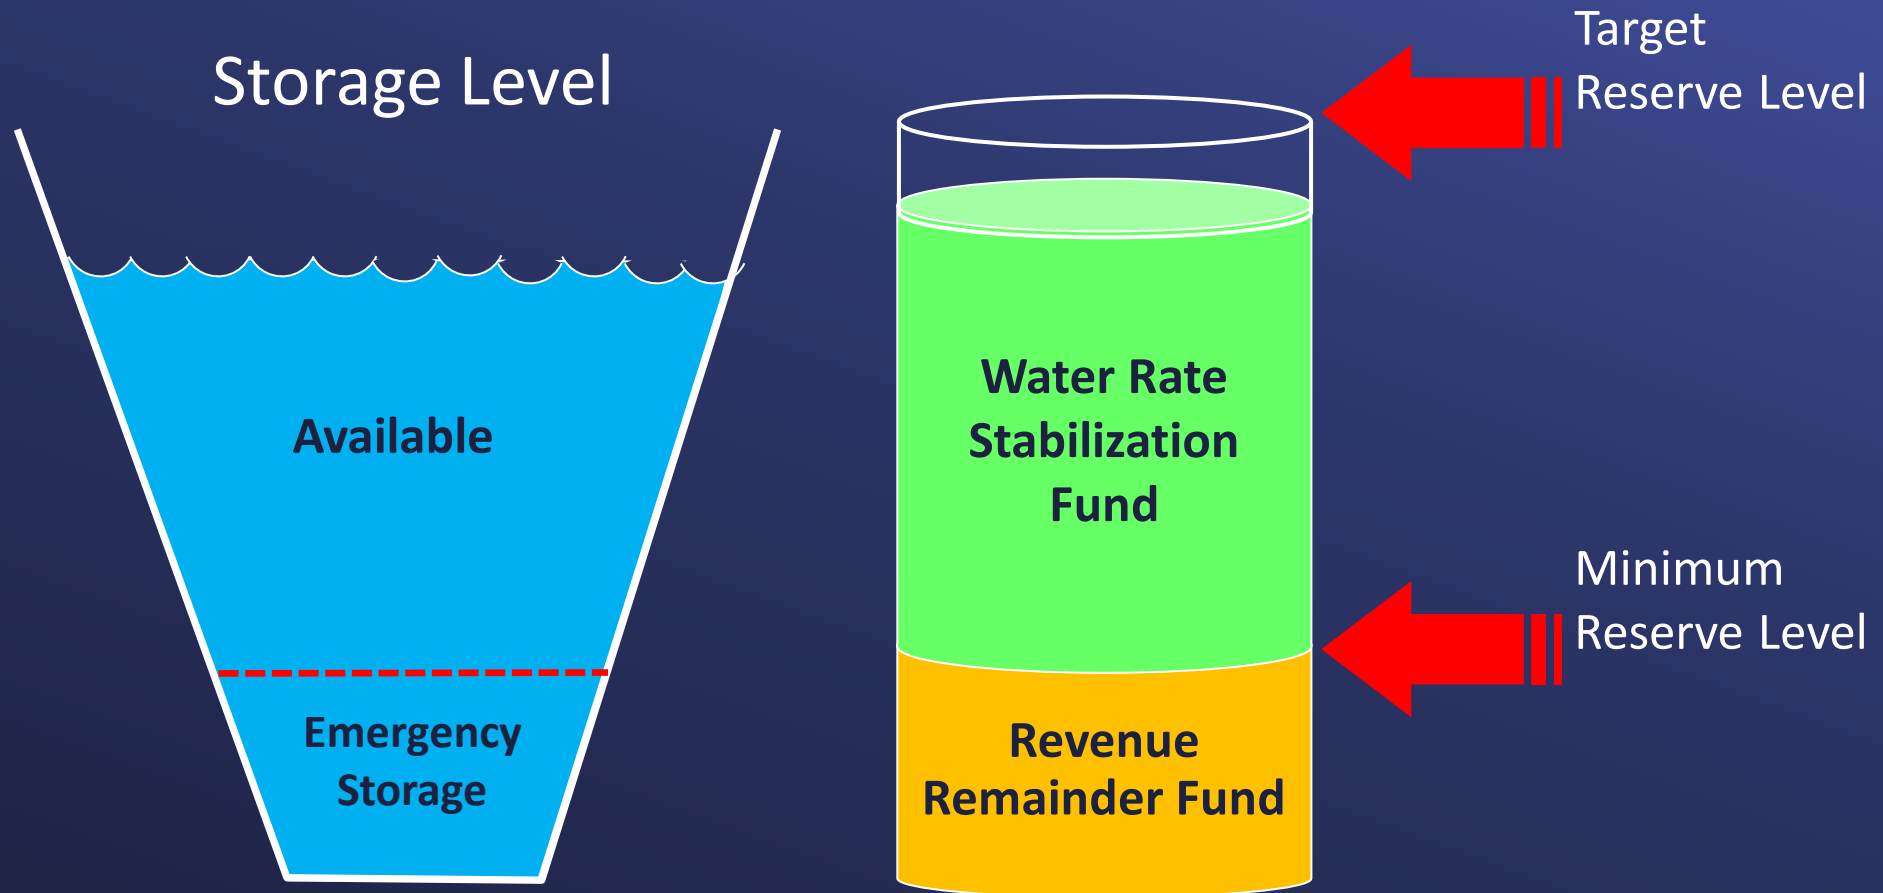 Storage Level
Available
Emergency
Storage
Target
Reserve Level
Water Rate
Stabilization
Fund
Minimum
Reserve Level
Revenue
Remainder Fund